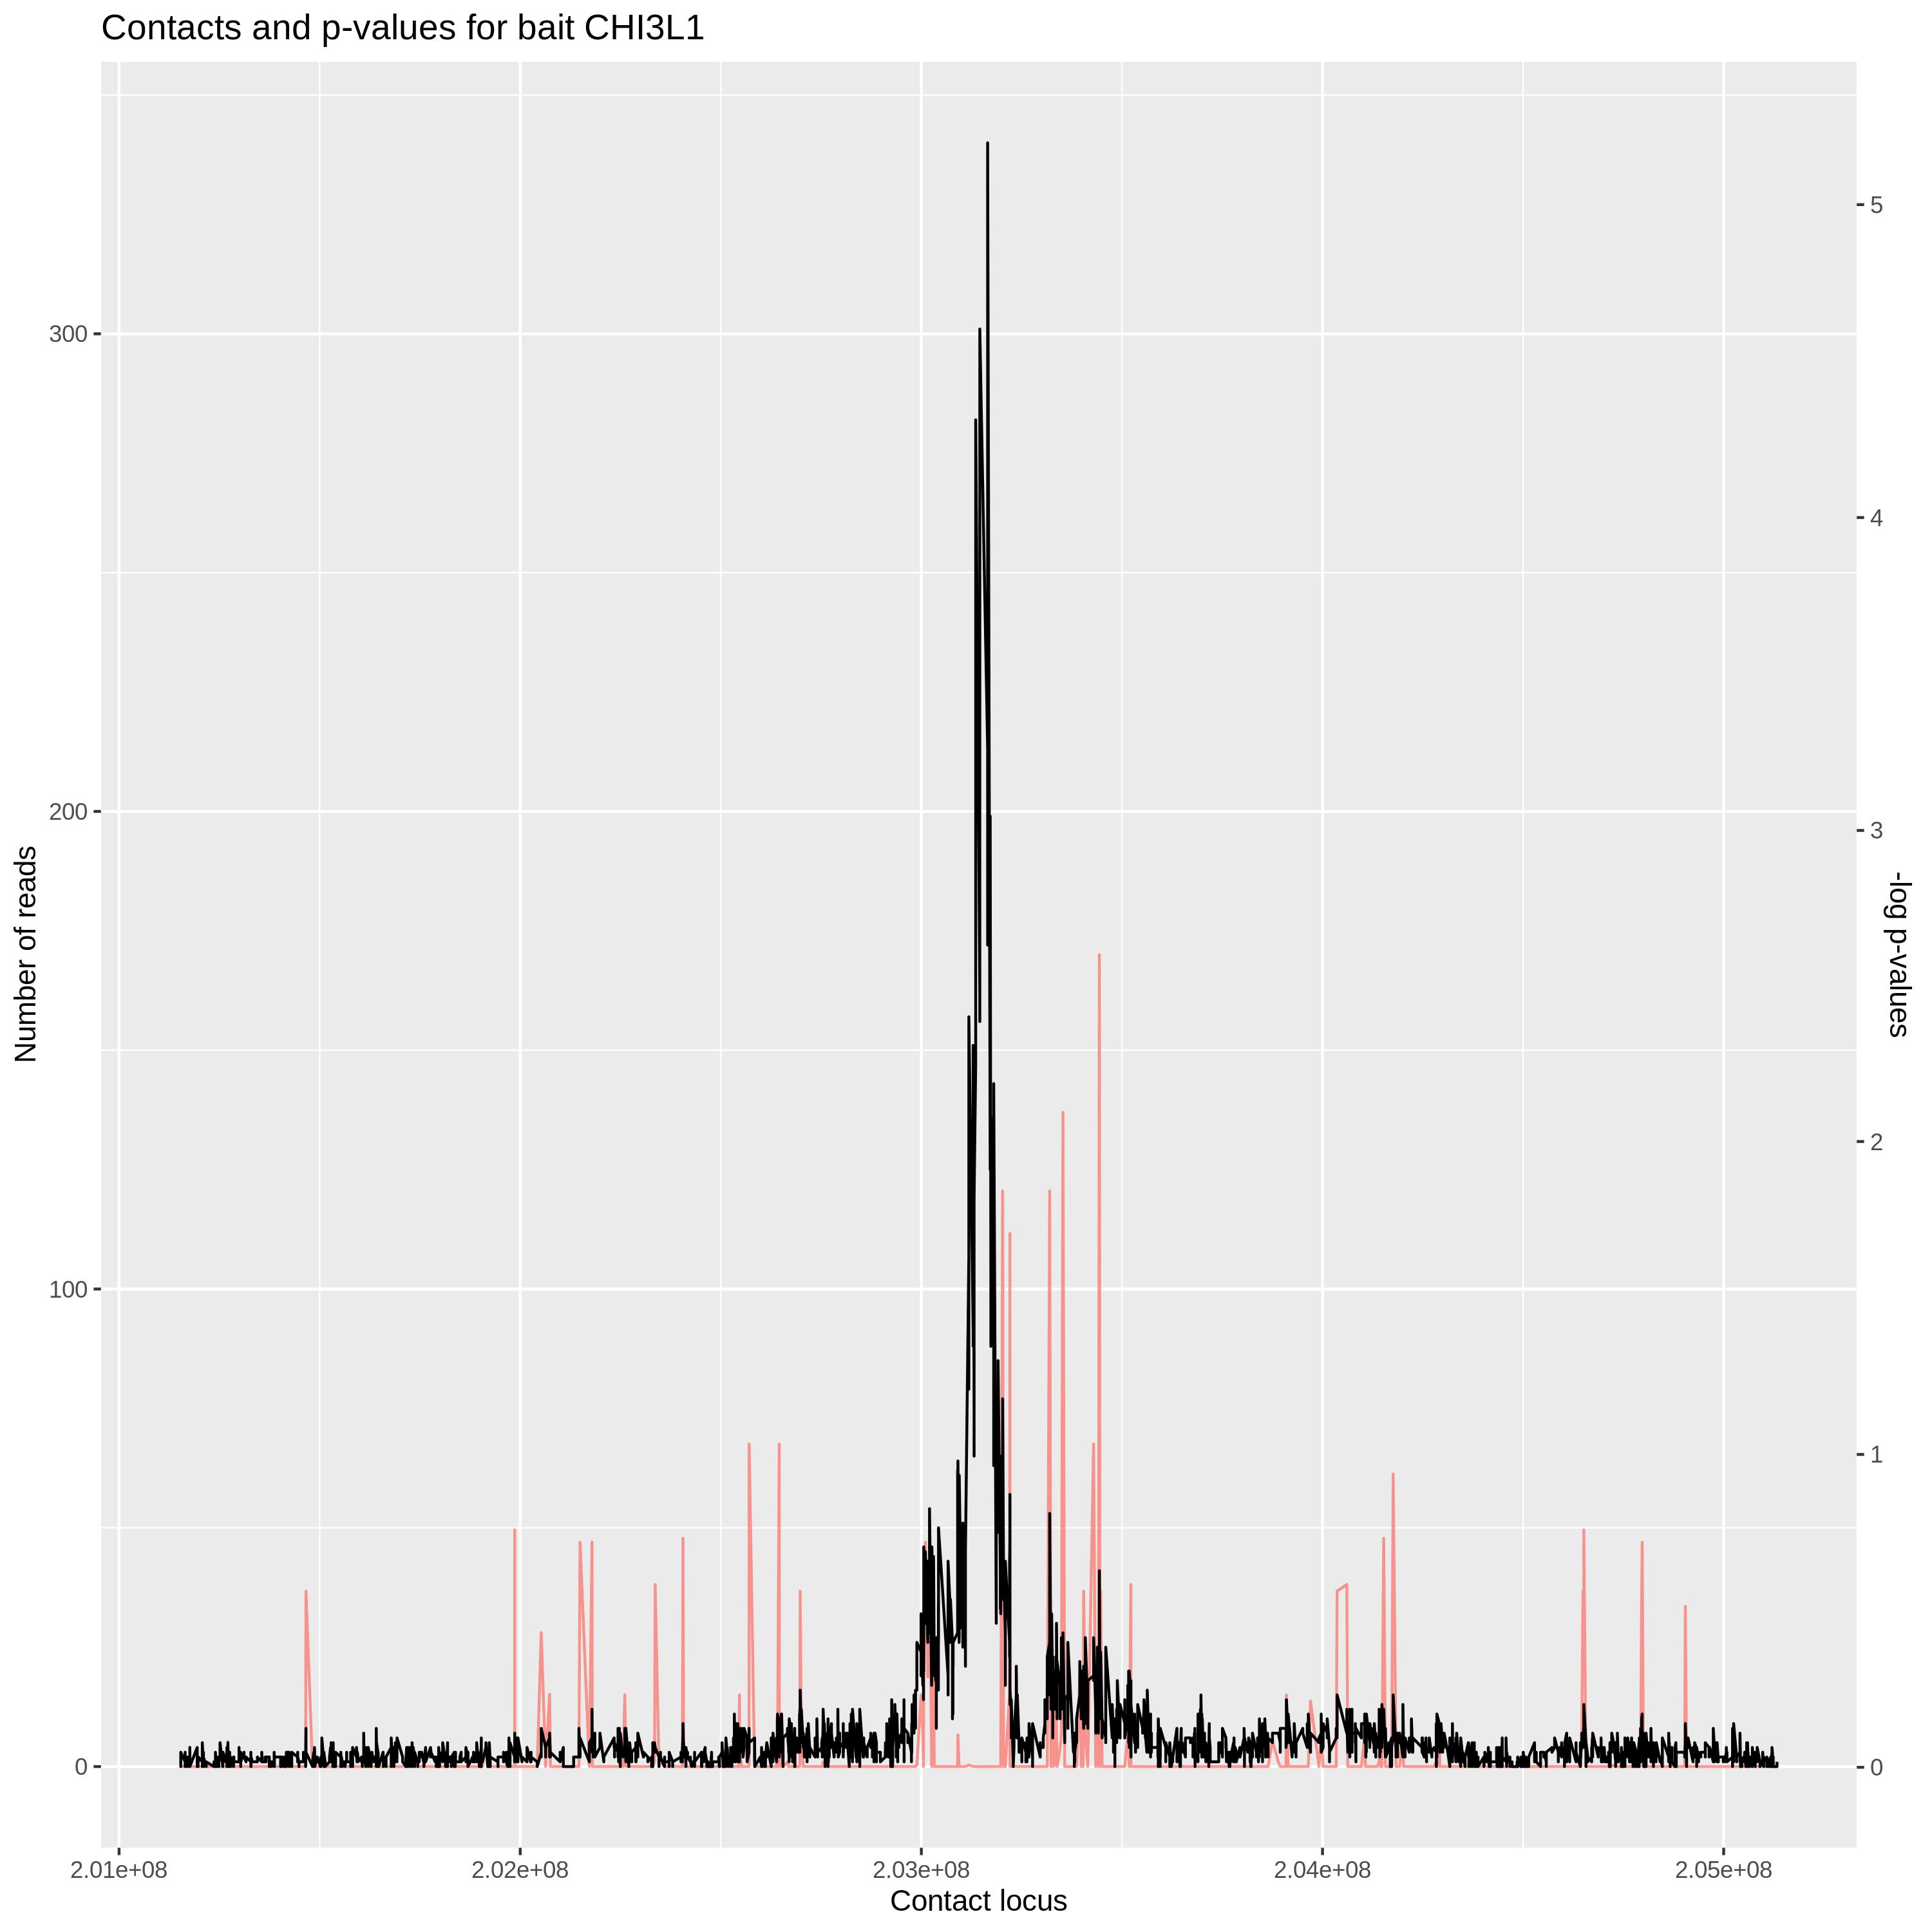 Contacts and p-values for bait CHI3L1
300
200
100
0
Number of reads
5
4
3
2
1
0
-log p-values
2.01e+08
2.02e+08
2.03e+08
2.04e+08
2.05e+08
Contact locus